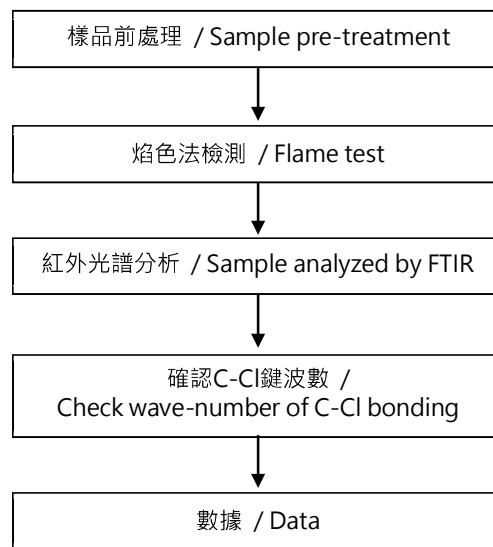 樣品前處理 / Sample pre-treatment
焰色法檢測 / Flame test
紅外光譜分析 / Sample analyzed by FTIR
確認C-Cl鍵波數 /
Check wave-number of C-Cl bonding
數據 / Data